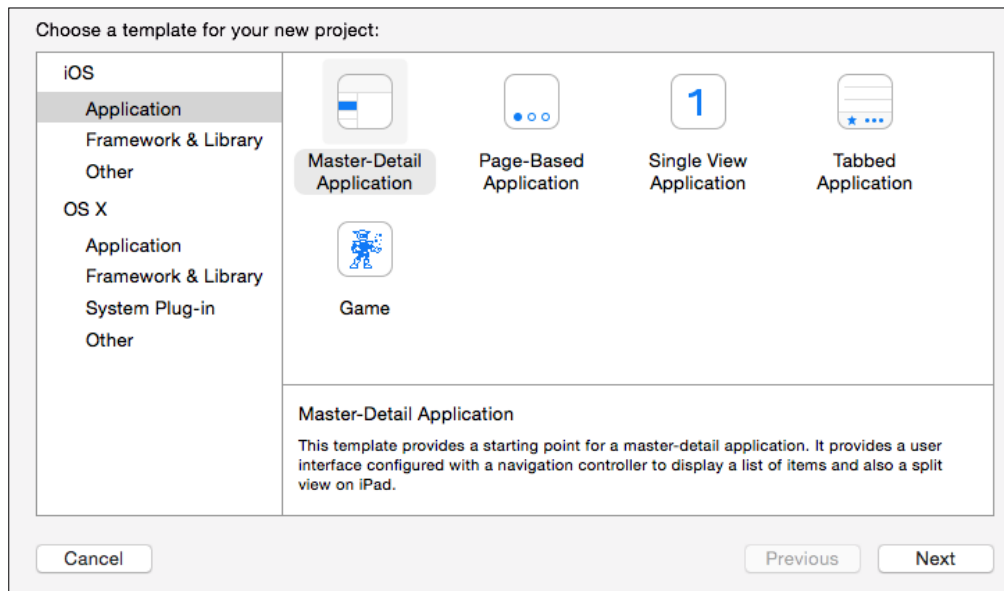 Choose a template for your new project:
iOS
Application
Framework & Library
Other
OS X
Application
Framework & Library
System Plug-in
Other
1
Master-Detail
Application
Page-Based
Application
Single View
Application
Tabbed
Application
Game
Master-Detail Application
This template provides a starting point for a master-detail application. It provides a user
interface configured with a navigation controller to display a list of items and also a split
view on iPad.
Cancel
Previous
Next